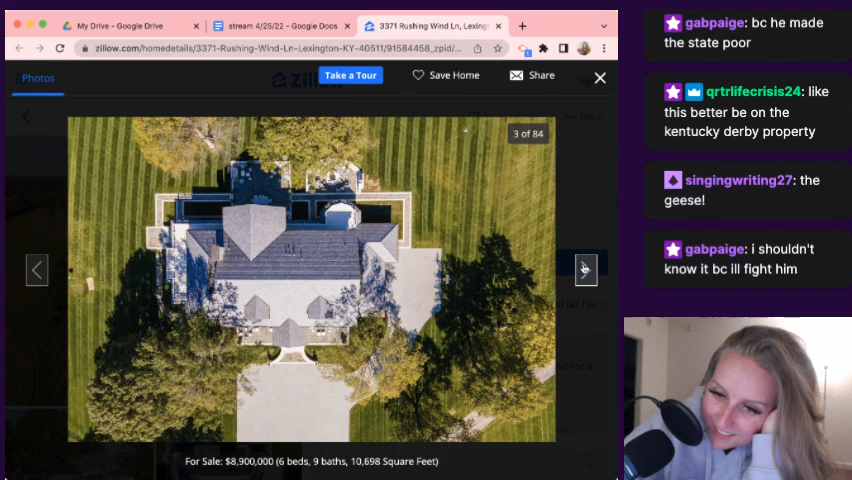 My Drive - Google Drive
stream 4/25/22 - Google Docs
3371 Rushing Wind Ln, Lexingt
zillow.com/homedetails/3371-Rushing-Wind-Ln-Lexington-KY-40511/91584458_zpid/...
Photos
Zillow
Take a Tour
Save Home
Share
More
3 of 84
For Sale: $8,900,000 (6 beds, 9 baths, 10,698 Square Feet)
gabpaige: bc he made
the state poor
qrtrlifecrisis24: like
this better be on the
kentucky derby property
singingwriting27: the
geese!
gabpaige: i shouldn't
know it bc ill fight him